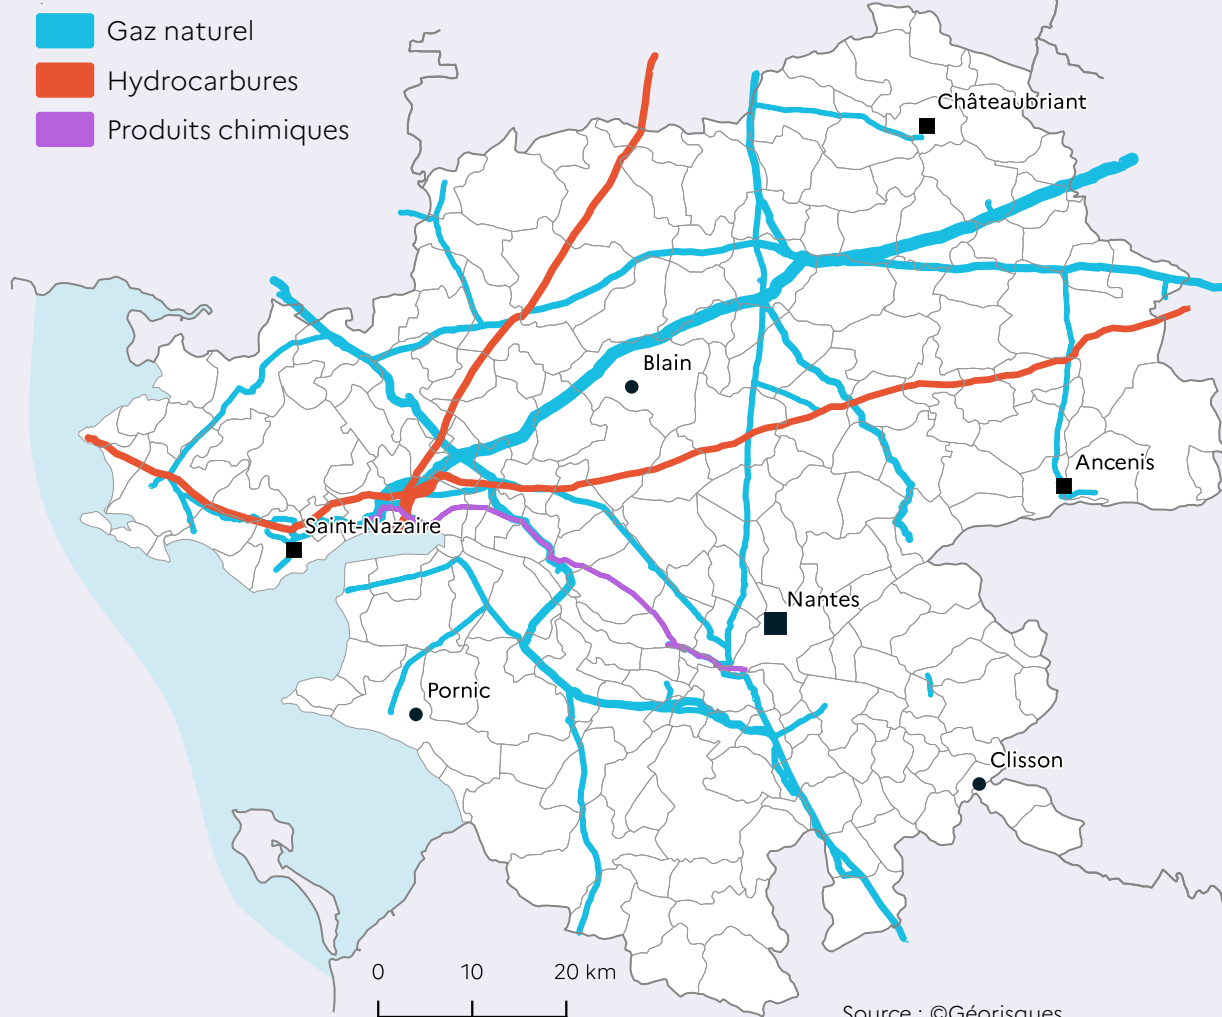 Gaz naturel
Hydrocarbures
Produits chimiques
Châteaubriant
Blain
Ancenis
Saint-Nazaire
Nantes
Pornic
Clisson
0 10 20 km
Source : ©Géorisques